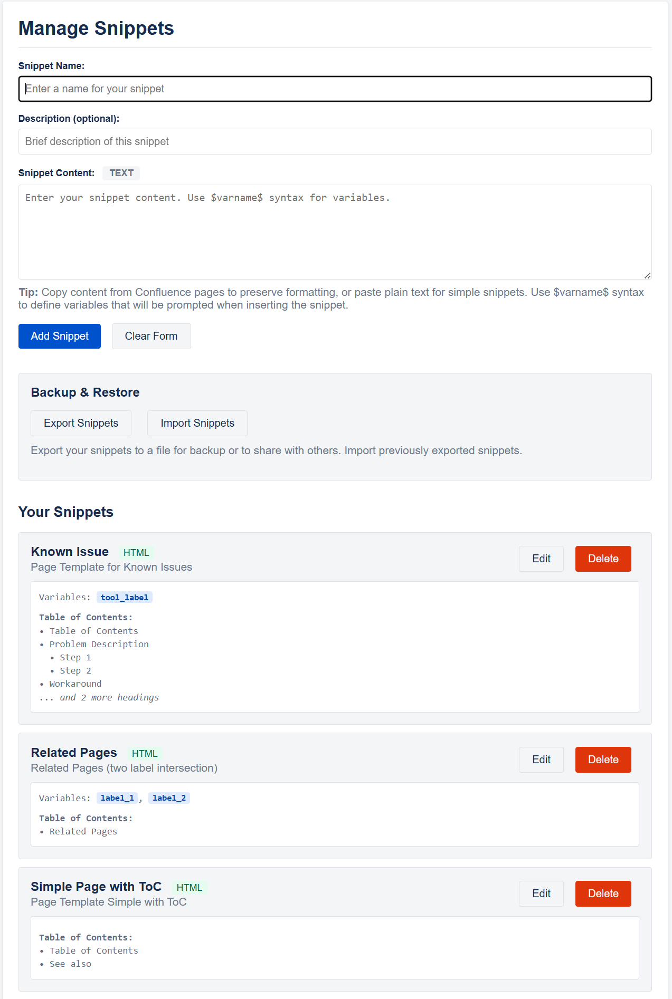 Manage Snippets
Snippet Name:
Enter a name for your snippet
Description (optional):
Brief description of this snippet
Snippet Content: TEXT
Enter your snippet content. Use $varname$ syntax for variables.
Tip: Copy content from Confluence pages to preserve formatting, or paste plain text for simple snippets. Use $varname$ syntax
to define variables that will be prompted when inserting the snippet.
Add Snippet Clear Form
Backup & Restore
Export Snippets Import Snippets
Export your snippets to a file for backup or to share with others. Import previously exported snippets.
Your Snippets
Known Issue HTML
Page Template for Known Issues
Edit Delete
Variables: tool_label
Table of Contents:
• Table of Contents
• Problem Description
• Step 1
• Step 2
• Workaround
... and 2 more headings
Related Pages HTML
Related Pages (two label intersection)
Edit Delete
Variables: label_1, label_2
Table of Contents:
• Related Pages
Simple Page with ToC HTML
Page Template Simple with ToC
Edit Delete
Table of Contents:
• Table of Contents
• See also